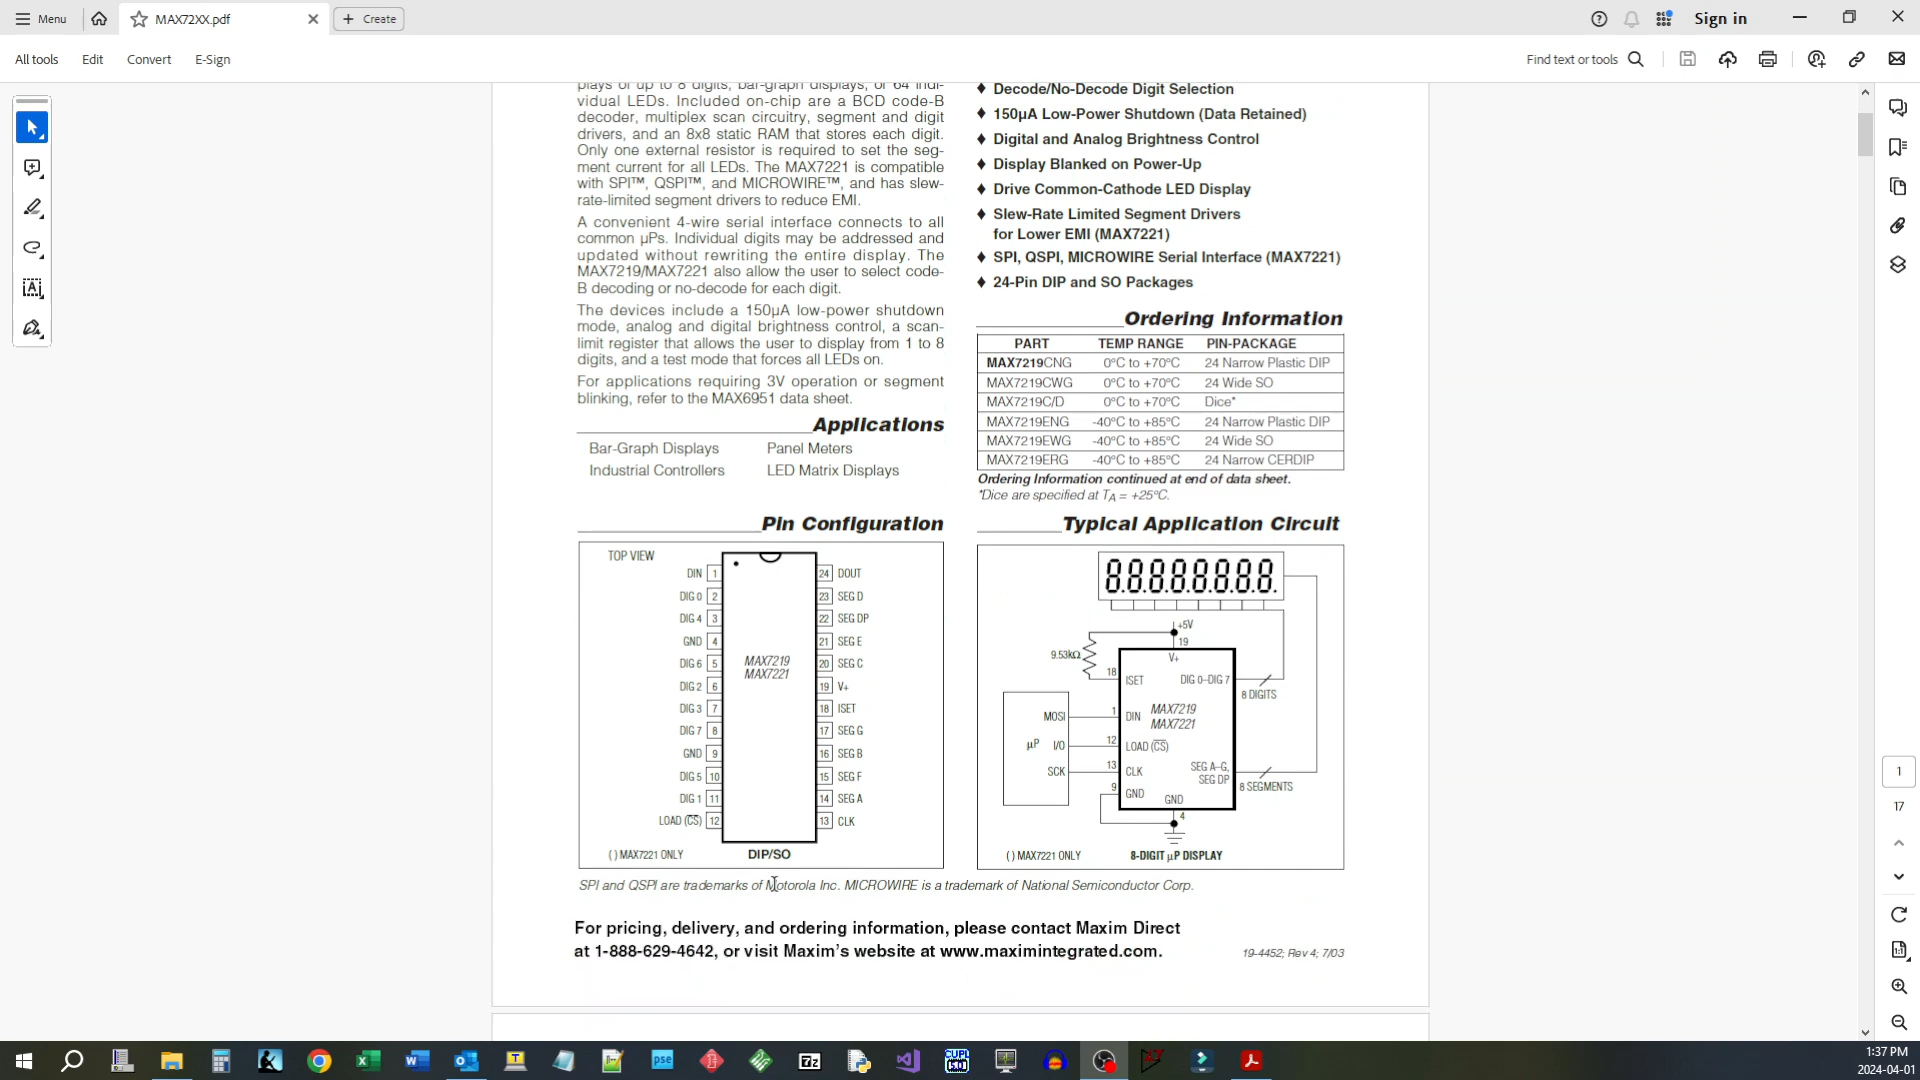 Menu
MAX72XX.pdf
Create
Sign in
All tools
Edit
Convert
E-Sign
Find text or tools
plays of up to 8 digits, bar-graph displays, or 64 indi-
vidual LEDs. Included on-chip are a BCD code-B
decoder, multiplex scan circuitry, segment and digit
drivers, and an 8x8 static RAM that stores each digit.
Only one external resistor is required to set the seg-
ment current for all LEDs. The MAX7221 is compatible
with SPI™, QSPI™, and MICROWIRE™, and has slew-
rate-limited segment drivers to reduce EMI.
A convenient 4-wire serial interface connects to all
common µPs. Individual digits may be addressed and
updated without rewriting the entire display. The
MAX7219/MAX7221 also allow the user to select code-
B decoding or no-decode for each digit.
The devices include a 150µA low-power shutdown
mode, analog and digital brightness control, a scan-
limit register that allows the user to display from 1 to 8
digits, and a test mode that forces all LEDs on.
For applications requiring 3V operation or segment
blinking, refer to the MAX6951 data sheet.
Applications
Bar-Graph Displays Panel Meters
Industrial Controllers LED Matrix Displays
♦ Decode/No-Decode Digit Selection
♦ 150µA Low-Power Shutdown (Data Retained)
♦ Digital and Analog Brightness Control
♦ Display Blanked on Power-Up
♦ Drive Common-Cathode LED Display
♦ Slew-Rate Limited Segment Drivers
for Lower EMI (MAX7221)
♦ SPI, QSPI, MICROWIRE Serial Interface (MAX7221)
♦ 24-Pin DIP and SO Packages
Ordering Information
PART TEMP RANGE PIN-PACKAGE
MAX7219CNG 0°C to +70°C 24 Narrow Plastic DIP
MAX7219CWG 0°C to +70°C 24 Wide SO
MAX7219C/D 0°C to +70°C Dice*
MAX7219ENG -40°C to +85°C 24 Narrow Plastic DIP
MAX7219EWG -40°C to +85°C 24 Wide SO
MAX7219ERG -40°C to +85°C 24 Narrow CERDIP
Ordering Information continued at end of data sheet.
*Dice are specified at TA = +25°C.
Pin Configuration
TOP VIEW
DIN 1 24 DOUT
DIG 0 2 23 SEG D
DIG 4 3 22 SEG DP
GND 4 21 SEG E
DIG 6 5 20 SEG C
MAX7219
MAX7221
DIG 2 6 19 V+
DIG 3 7 18 ISET
DIG 7 8 17 SEG G
GND 9 16 SEG B
DIG 5 10 15 SEG F
DIG 1 11 14 SEG A
LOAD (CS) 12 13 CLK
( ) MAX7221 ONLY DIP/SO
Typical Application Circuit
8.8.8.8.8.8.8.8.
+5V
9.53kΩ
19
V+
18
ISET DIG 0–DIG 7
8 DIGITS
MOSI 1 DIN MAX7219
MAX7221
µP I/O 12 LOAD (CS)
SCK 13 CLK SEG A–G,
SEG DP
8 SEGMENTS
9 GND GND
4
( ) MAX7221 ONLY 8-DIGIT µP DISPLAY
SPI and QSPI are trademarks of Motorola Inc. MICROWIRE is a trademark of National Semiconductor Corp.
For pricing, delivery, and ordering information, please contact Maxim Direct
at 1-888-629-4642, or visit Maxim's website at www.maximintegrated.com.
19-4452; Rev 4; 7/03
1
17
1:1
pse
7z
CUPL
1:37 PM
2024-04-01